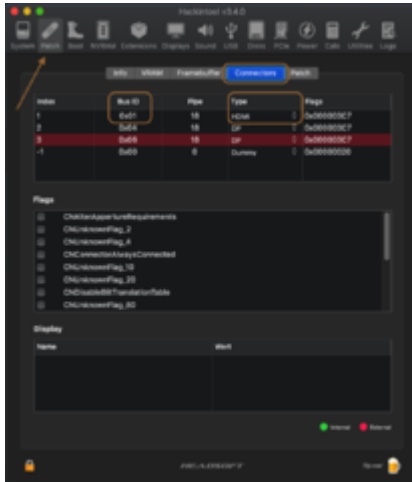 Hackintool v3.4.0
System Patch Boot NVRAM Extensions Displays Sound USB Disks PCIe Power Calc Utilities Logs
Info VRAM Framebuffer Connectors Patch
Index Bus ID Pipe Type Flags
1 0x01 18 HDMI 0x000003C7
2 0x04 18 DP 0x000003C7
3 0x06 18 DP 0x000003C7
-1 0x00 0 Dummy 0x00000020
Flags
CNAlterAppertureRequirements
CNUnknownFlag_2
CNUnknownFlag_4
CNConnectorAlwaysConnected
CNUnknownFlag_10
CNUnknownFlag_20
CNDisableBlitTranslationTable
CNUnknownFlag_80
Display
Name
Internal External
HEADSOFT